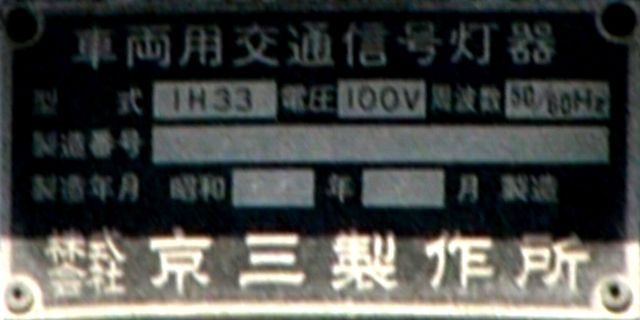 車両用交通信号灯器
型式 1H33 電圧 100V 周波数 50/60Hz
製造番号
製造年月 昭和 年 月 製造
株式会社 京三製作所